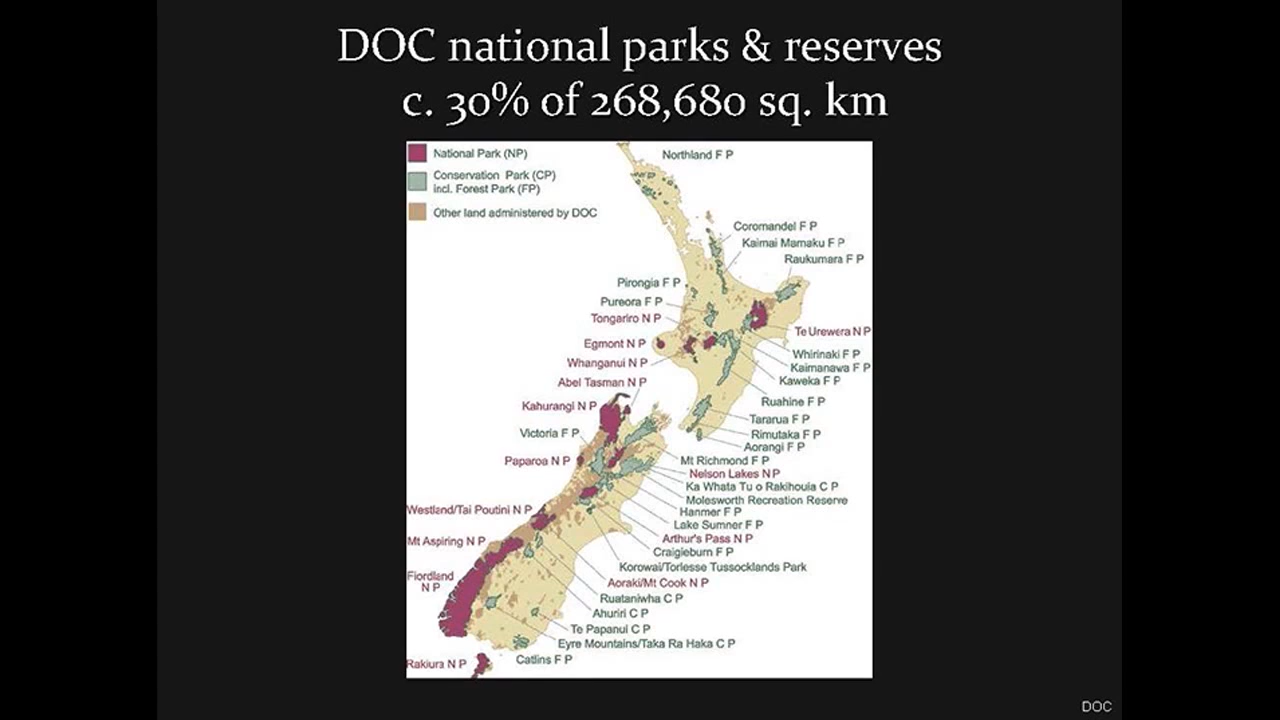 DOC national parks & reserves
c. 30% of 268,680 sq. km
National Park (NP)
Conservation Park (CP)
incl. Forest Park (FP)
Other land administered by DOC
Northland F P
Coromandel F P
Kaimai Mamaku F P
Raukumara F P
Pirongia F P
Pureora F P
Tongariro N P
Te Urewera N P
Egmont N P
Whirinaki F P
Whanganui N P
Kaimanawa F P
Kaweka F P
Abel Tasman N P
Ruahine F P
Kahurangi N P
Tararua F P
Victoria F P
Rimutaka F P
Aorangi F P
Paparoa N P
Mt Richmond F P
Nelson Lakes N P
Ka Whata Tu o Rakihouia C P
Molesworth Recreation Reserve
Westland/Tai Poutini N P
Hanmer F P
Lake Sumner F P
Mt Aspiring N P
Arthur's Pass N P
Craigieburn F P
Korowai/Torlesse Tussocklands Park
Fiordland
N P
Aoraki/Mt Cook N P
Ruataniwha C P
Ahuriri C P
Te Papanui C P
Eyre Mountains/Taka Ra Haka C P
Rakiura N P
Catlins F P
DOC